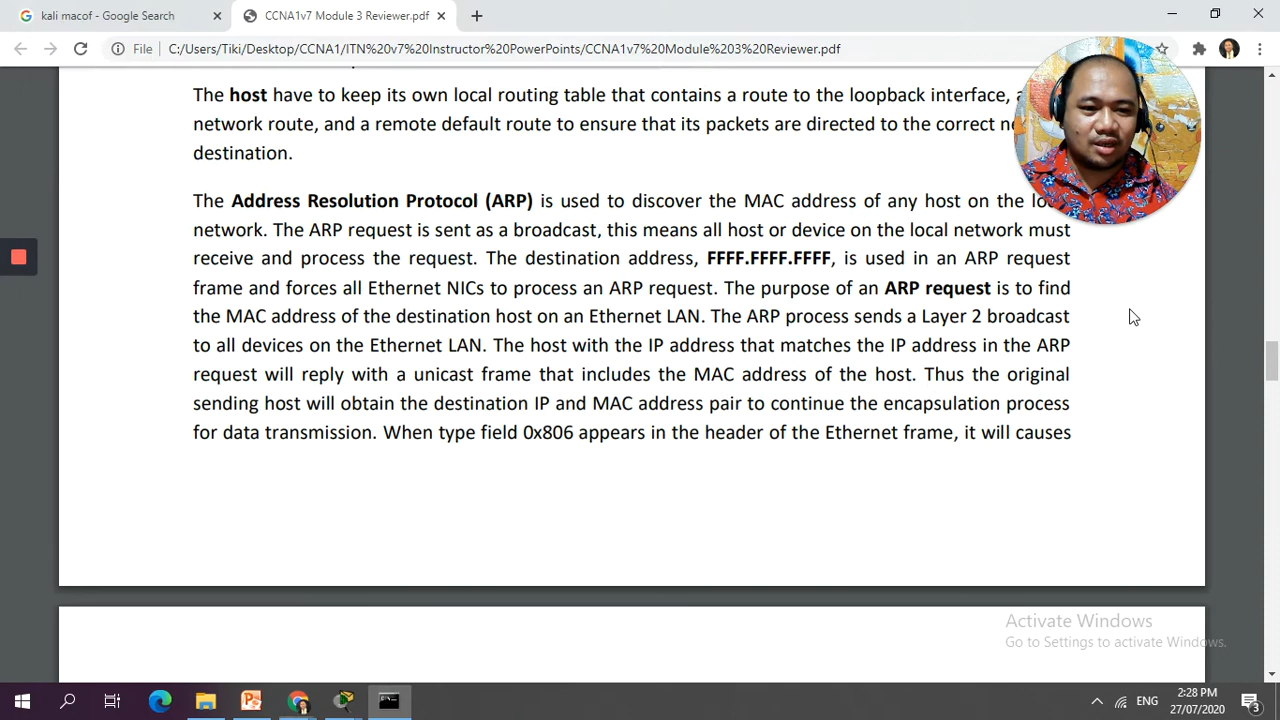 kali macof - Google Search
CCNA1v7 Module 3 Reviewer.pdf
File
C:/Users/Tiki/Desktop/CCNA1/ITN%20v7%20Instructor%20PowerPoints/CCNA1v7%20Module%203%20Reviewer.pdf
The host have to keep its own local routing table that contains a route to the loopback interface,
network route, and a remote default route to ensure that its packets are directed to the correct
destination.
The Address Resolution Protocol (ARP) is used to discover the MAC address of any host on the
network. The ARP request is sent as a broadcast, this means all host or device on the local network must
receive and process the request. The destination address, FFFF.FFFF.FFFF, is used in an ARP request
frame and forces all Ethernet NICs to process an ARP request. The purpose of an ARP request is to find
the MAC address of the destination host on an Ethernet LAN. The ARP process sends a Layer 2 broadcast
to all devices on the Ethernet LAN. The host with the IP address that matches the IP address in the ARP
request will reply with a unicast frame that includes the MAC address of the host. Thus the original
sending host will obtain the destination IP and MAC address pair to continue the encapsulation process
for data transmission. When type field 0x806 appears in the header of the Ethernet frame, it will causes
Activate Windows
Go to Settings to activate Windows.
ENG
2:28 PM
27/07/2020
3